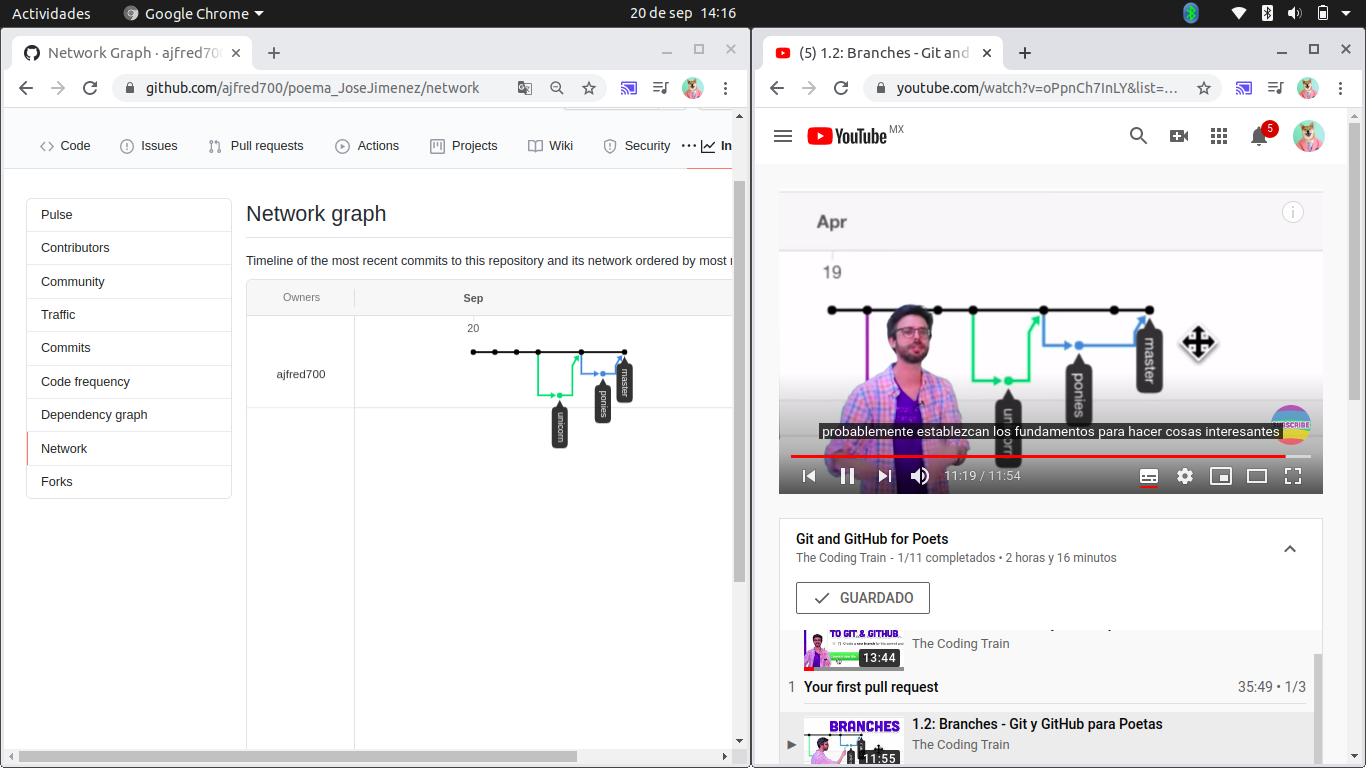 Actividades
Google Chrome
20 de sep 14:16
Network Graph · ajfred70
github.com/ajfred700/poema_JoseJimenez/network
Code
Issues
Pull requests
Actions
Projects
Wiki
Security
In
Pulse
Contributors
Community
Traffic
Commits
Code frequency
Dependency graph
Network
Forks
Network graph
Timeline of the most recent commits to this repository and its network ordered by most
Owners
Sep
20
ajfred700
unicorn
ponies
master
(5) 1.2: Branches - Git and
youtube.com/watch?v=oPpnCh7InLY&list=...
YouTube MX
5
Apr
19
master
ponies
probablemente establezcan los fundamentos para hacer cosas interesantes
SUBSCRIBE
11:19 / 11:54
Git and GitHub for Poets
The Coding Train - 1/11 completados • 2 horas y 16 minutos
GUARDADO
TO GIT & GITHUB
13:44
The Coding Train
1 Your first pull request 35:49 • 1/3
BRANCHES
11:55
1.2: Branches - Git y GitHub para Poetas
The Coding Train